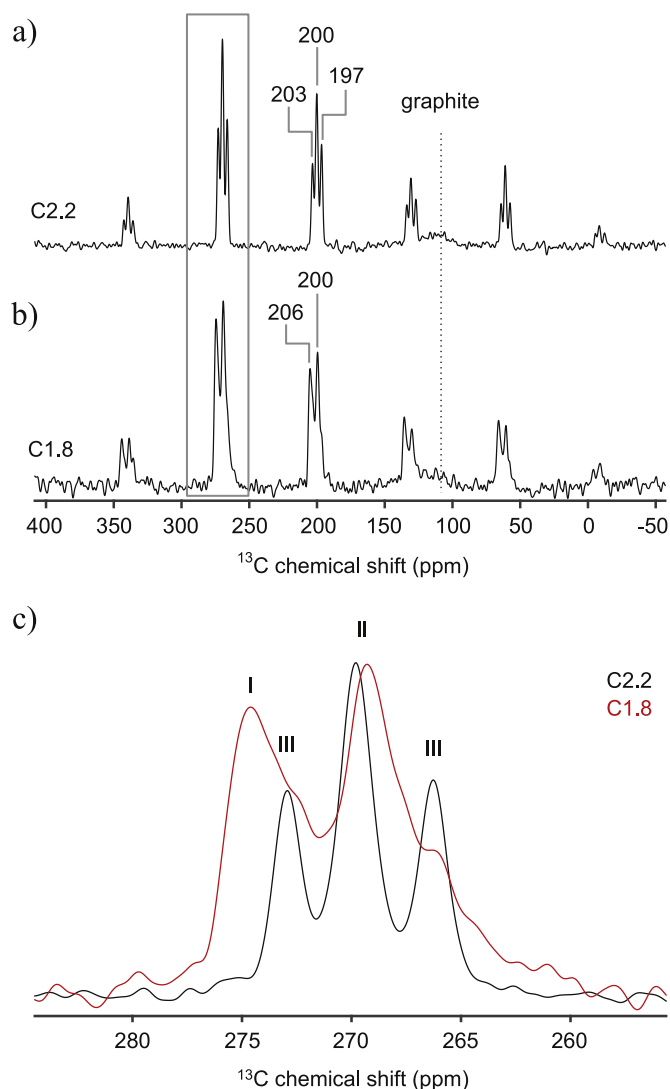 a)
200
203
197
graphite
C2.2
b)
200
206
C1.8
400 350 300 250 200 150 100 50 0 -50
13C chemical shift (ppm)
c)
II
I
C2.2
C1.8
III
III
280 275 270 265 260
13C chemical shift (ppm)